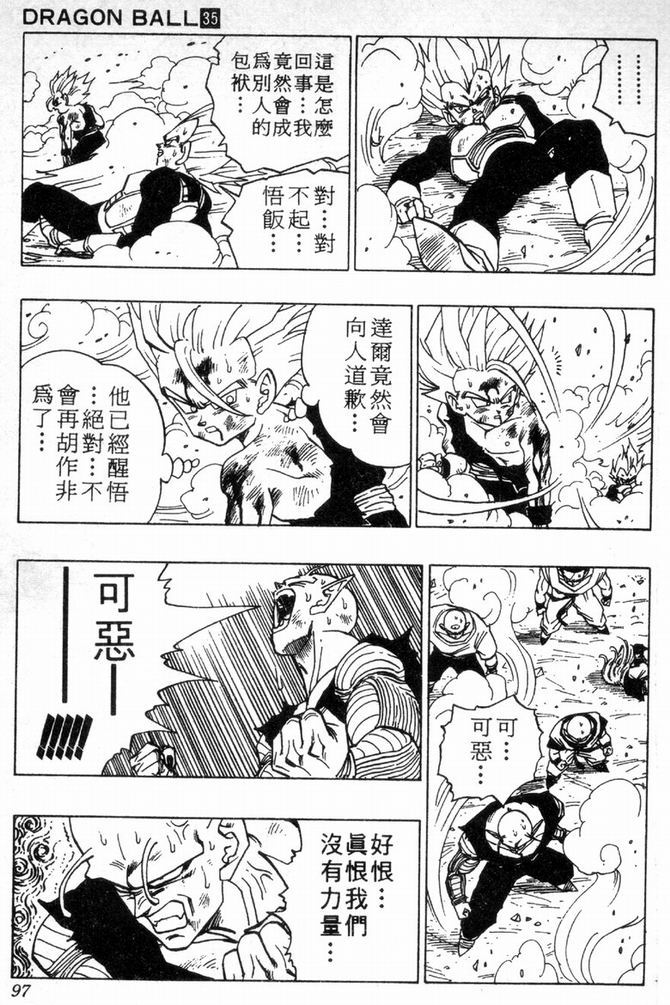 DRAGON BALL 35
………
………
這是怎麼
回事…我
竟然會成
為別人的
包袱…
對…對
不起…
悟飯…
達爾竟然會
向人道歉…
他已經醒悟
…絕對…不
會再胡作非
爲了…
可…
可惡…
可惡——
!!!!!
好恨…
眞恨我們
沒有力量…
97